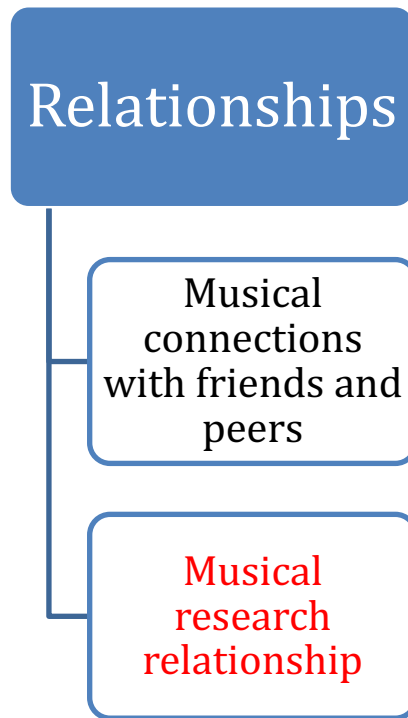 Relationships
Musical
connections
with friends and
peers
Musical
research
relationship